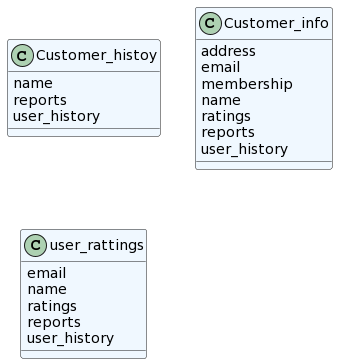 C Customer_histoy
name
reports
user_history
C Customer_info
address
email
membership
name
ratings
reports
user_history
C user_rattings
email
name
ratings
reports
user_history